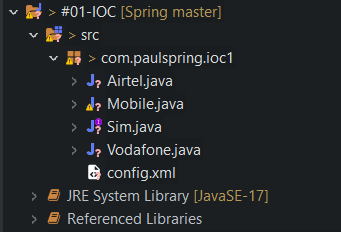 > #01-IOC [Spring master]
> src
> com.paulspring.ioc1
> Airtel.java
> Mobile.java
> Sim.java
> Vodafone.java
config.xml
> JRE System Library [JavaSE-17]
> Referenced Libraries